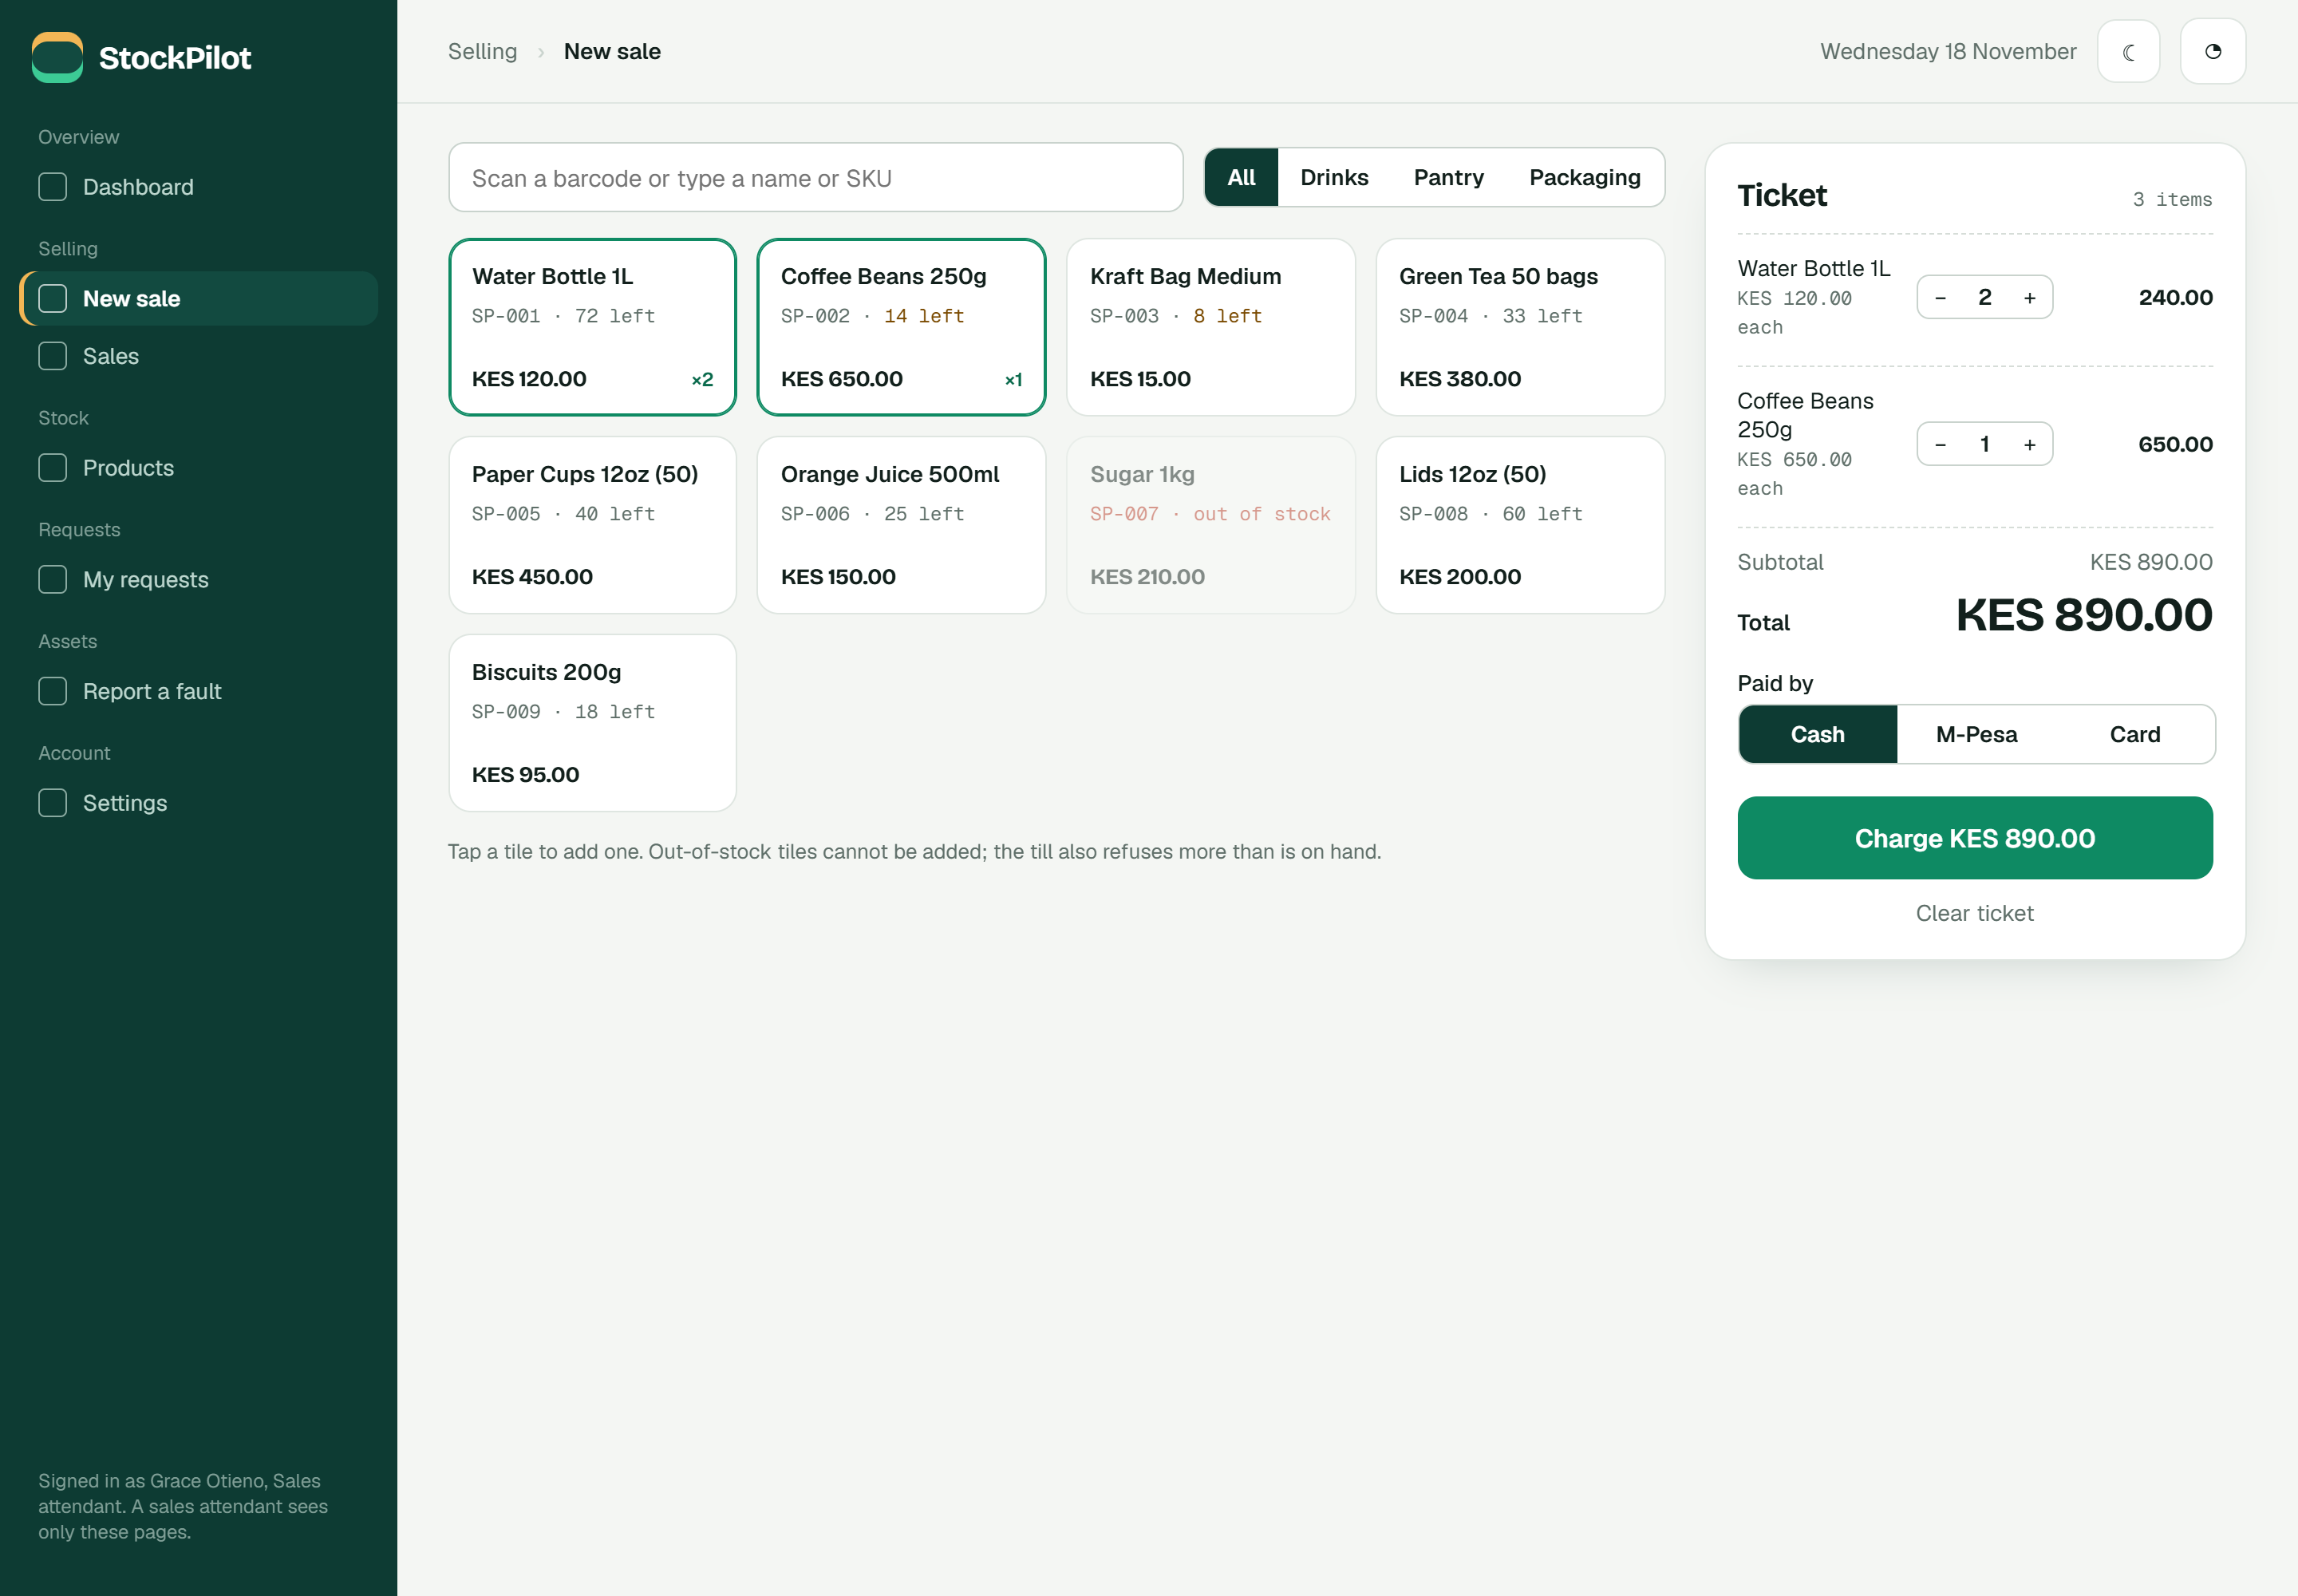 StockPilot
Overview
Dashboard
Selling
New sale
Sales
Stock
Products
Requests
My requests
Assets
Report a fault
Account
Settings
Signed in as Grace Otieno, Sales
attendant. A sales attendant sees
only these pages.
Selling › New sale
Wednesday 18 November
Scan a barcode or type a name or SKU
All Drinks Pantry Packaging
Water Bottle 1L
SP-001 · 72 left
KES 120.00 ×2
Coffee Beans 250g
SP-002 · 14 left
KES 650.00 ×1
Kraft Bag Medium
SP-003 · 8 left
KES 15.00
Green Tea 50 bags
SP-004 · 33 left
KES 380.00
Paper Cups 12oz (50)
SP-005 · 40 left
KES 450.00
Orange Juice 500ml
SP-006 · 25 left
KES 150.00
Sugar 1kg
SP-007 · out of stock
KES 210.00
Lids 12oz (50)
SP-008 · 60 left
KES 200.00
Biscuits 200g
SP-009 · 18 left
KES 95.00
Tap a tile to add one. Out-of-stock tiles cannot be added; the till also refuses more than is on hand.
Ticket 3 items
Water Bottle 1L
KES 120.00
each
− 2 + 240.00
Coffee Beans
250g
KES 650.00
each
− 1 + 650.00
Subtotal KES 890.00
Total KES 890.00
Paid by
Cash M-Pesa Card
Charge KES 890.00
Clear ticket